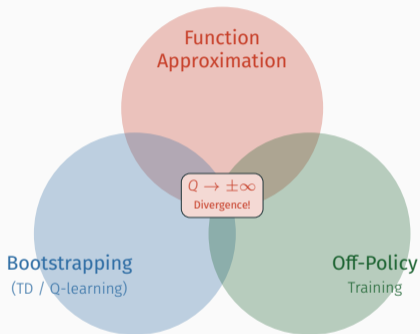 Function
Approximation
Q → ±∞
Divergence!
Bootstrapping
(TD / Q-learning)
Off-Policy
Training